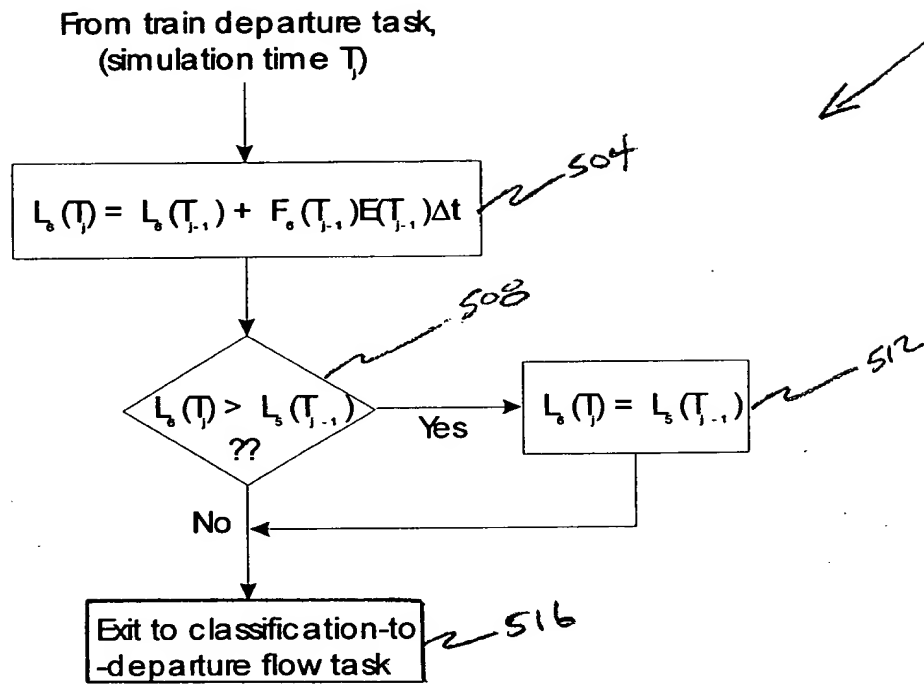 From train departure task,
(simulation time Tⱼ)
L₆(Tⱼ) = L₆(Tⱼ₋₁) + F₆(Tⱼ₋₁)E(Tⱼ₋₁)Δt
504
508
L₆(Tⱼ) > L₅(Tⱼ₋₁)
??
Yes
L₆(Tⱼ) = L₅(Tⱼ₋₁)
512
No
Exit to classification-to
-departure flow task
516